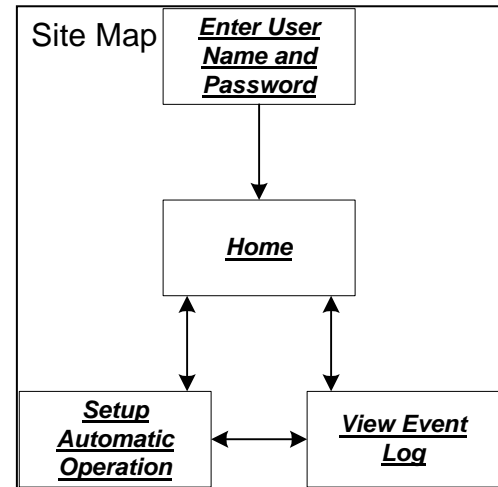 Site Map
Enter User
Name and
Password
Home
Setup
Automatic
Operation
View Event
Log